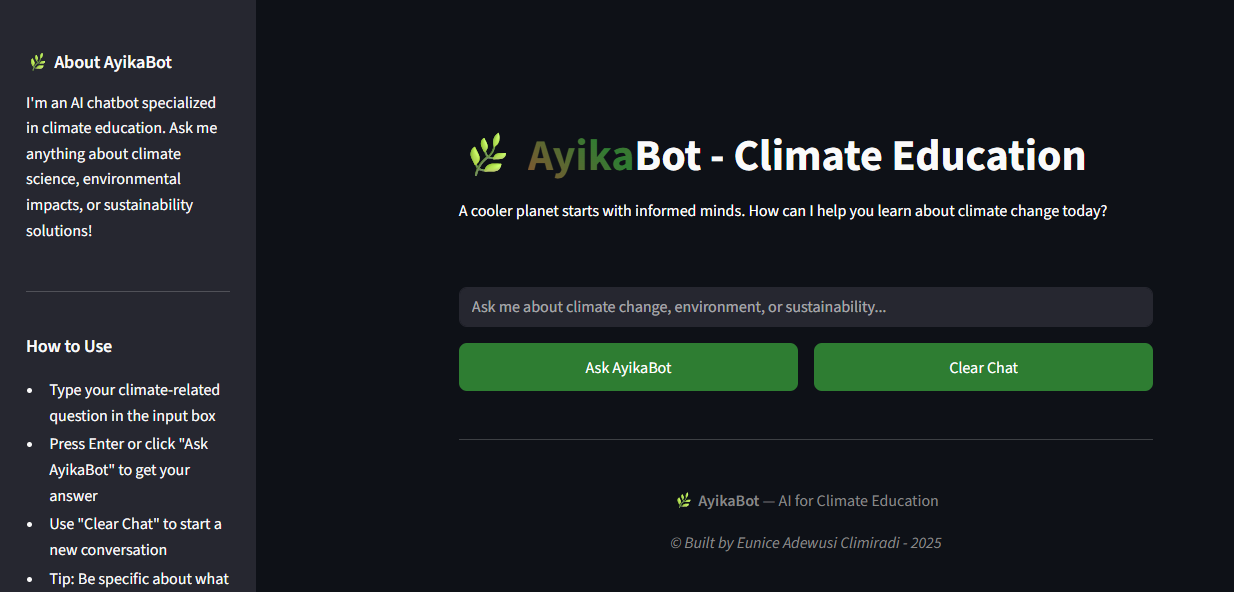 🌿 About AyikaBot
I'm an AI chatbot specialized
in climate education. Ask me
anything about climate
science, environmental
impacts, or sustainability
solutions!
How to Use
• Type your climate-related
question in the input box
• Press Enter or click "Ask
AyikaBot" to get your
answer
• Use "Clear Chat" to start a
new conversation
• Tip: Be specific about what
🌿 AyikaBot - Climate Education
A cooler planet starts with informed minds. How can I help you learn about climate change today?
Ask me about climate change, environment, or sustainability...
Ask AyikaBot
Clear Chat
🌿 AyikaBot — AI for Climate Education
© Built by Eunice Adewusi Climiradi - 2025